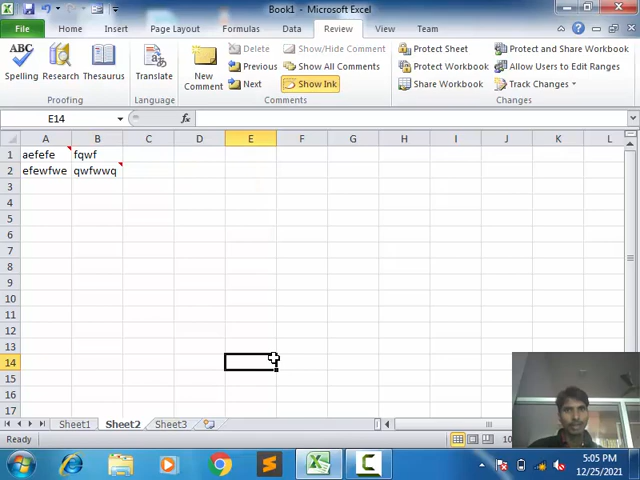 Book1 - Microsoft Excel
File Home Insert Page Layout Formulas Data Review View Team
ABC Spelling Research Thesaurus Translate New Comment Delete Previous Next Show/Hide Comment Show All Comments Show Ink Protect Sheet Protect Workbook Share Workbook Protect and Share Workbook Allow Users to Edit Ranges Track Changes
Proofing Language Comments Changes
E14 fx
A B C D E F G H I J K L
1 aefefe fqwf
2 efewfwe qwfwwq
3
4
5
6
7
8
9
10
11
12
13
14
15
16
17
Sheet1 Sheet2 Sheet3
Ready 10
5:05 PM
12/25/2021